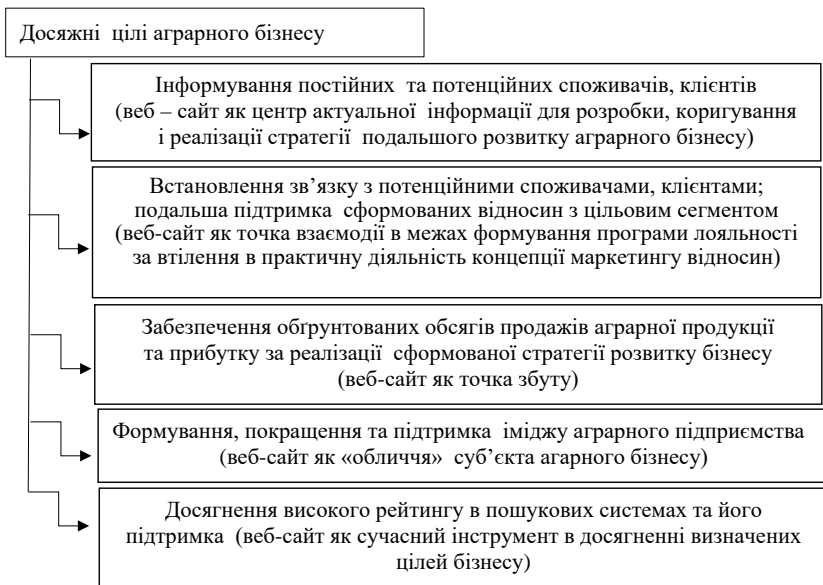 Досяжні цілі аграрного бізнесу
Інформування постійних та потенційних споживачів, клієнтів
(веб – сайт як центр актуальної інформації для розробки, коригування
і реалізації стратегії подальшого розвитку аграрного бізнесу)
Встановлення зв’язку з потенційними споживачами, клієнтами;
подальша підтримка сформованих відносин з цільовим сегментом
(веб-сайт як точка взаємодії в межах формування програми лояльності
за втілення в практичну діяльність концепції маркетингу відносин)
Забезпечення обґрунтованих обсягів продажів аграрної продукції
та прибутку за реалізації сформованої стратегії розвитку бізнесу
(веб-сайт як точка збуту)
Формування, покращення та підтримка іміджу аграрного підприємства
(веб-сайт як «обличчя» суб’єкта агарного бізнесу)
Досягнення високого рейтингу в пошукових системах та його
підтримка (веб-сайт як сучасний інструмент в досягненні визначених
цілей бізнесу)